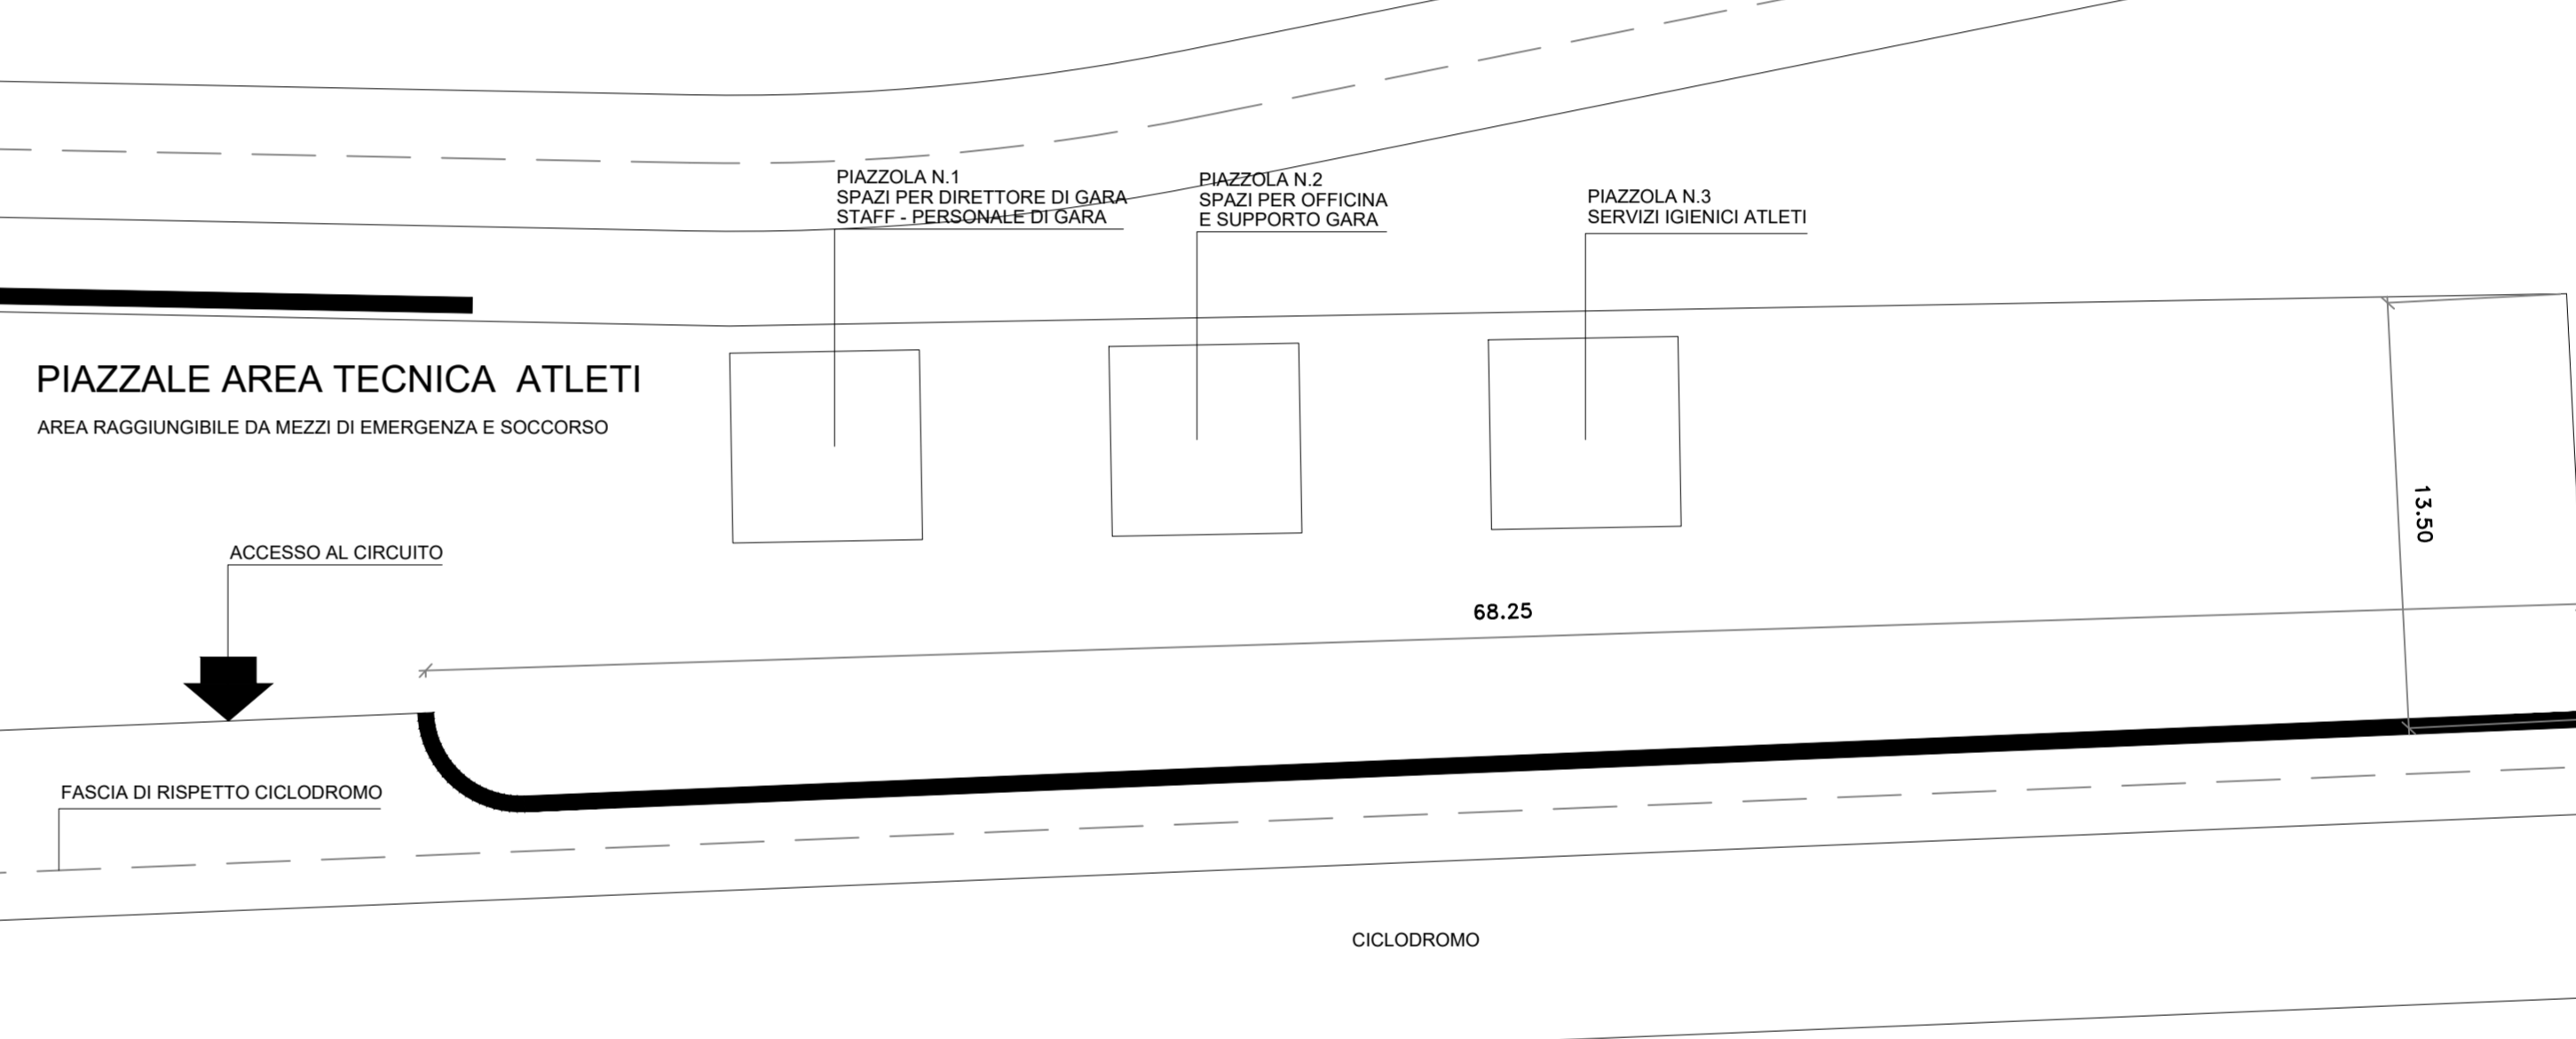 PIAZZOLA N.1
SPAZI PER DIRETTORE DI GARA
STAFF - PERSONALE DI GARA
PIAZZOLA N.2
SPAZI PER OFFICINA
E SUPPORTO GARA
PIAZZOLA N.3
SERVIZI IGIENICI ATLETI
PIAZZALE AREA TECNICA ATLETI
AREA RAGGIUNGIBILE DA MEZZI DI EMERGENZA E SOCCORSO
13.50
ACCESSO AL CIRCUITO
68.25
FASCIA DI RISPETTO CICLODROMO
CICLODROMO